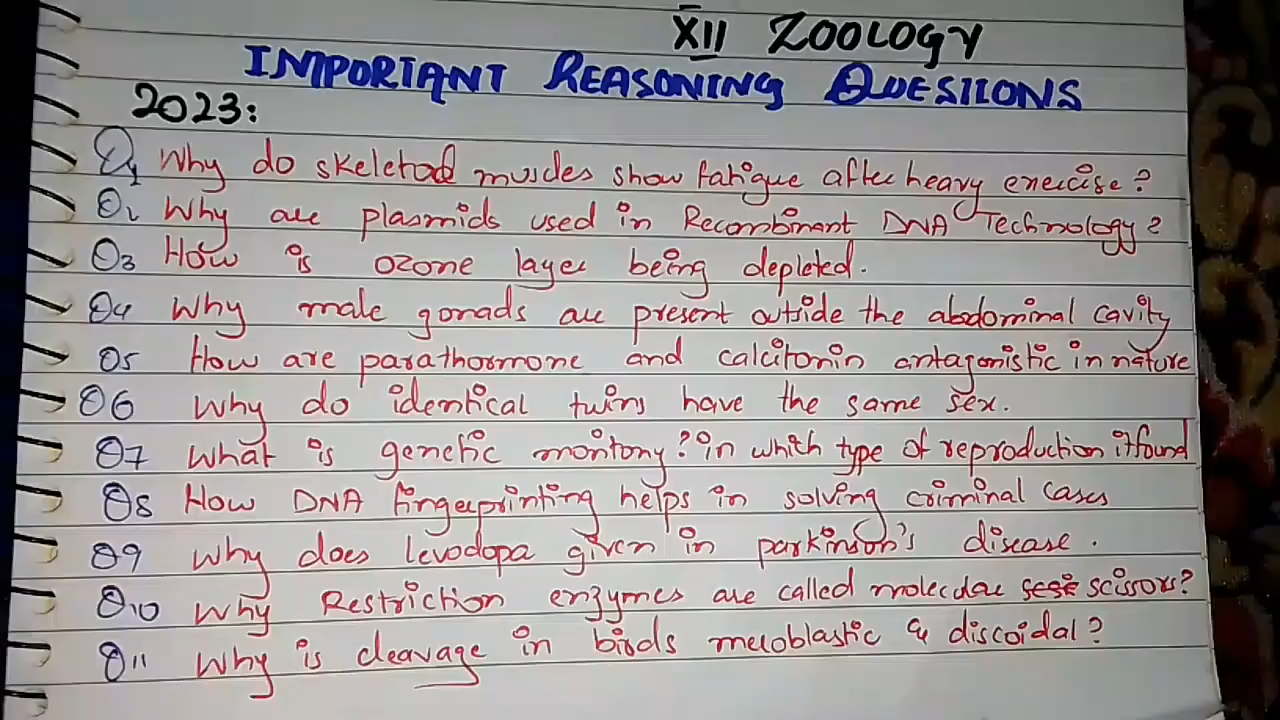 XII ZOOLOGY
IMPORTANT REASONING QUESTIONS
2023:
Q1 Why do skeletal muscles show fatigue after heavy exercise?
Q2 Why are plasmids used in Recombinant DNA Technology?
Q3 How is ozone layer being depleted.
Q4 Why male gonads are present outside the abdominal cavity
Q5 How are parathormone and calcitonin antagonistic in nature
Q6 Why do identical twins have the same sex.
Q7 What is genetic montony? in which type of reproduction it found
Q8 How DNA fingerprinting helps in solving criminal cases
Q9 Why does levodopa given in parkinson's disease.
Q10 Why Restriction enzymes are called molecular scissors?
Q11 Why is cleavage in birds meroblastic & discoidal?